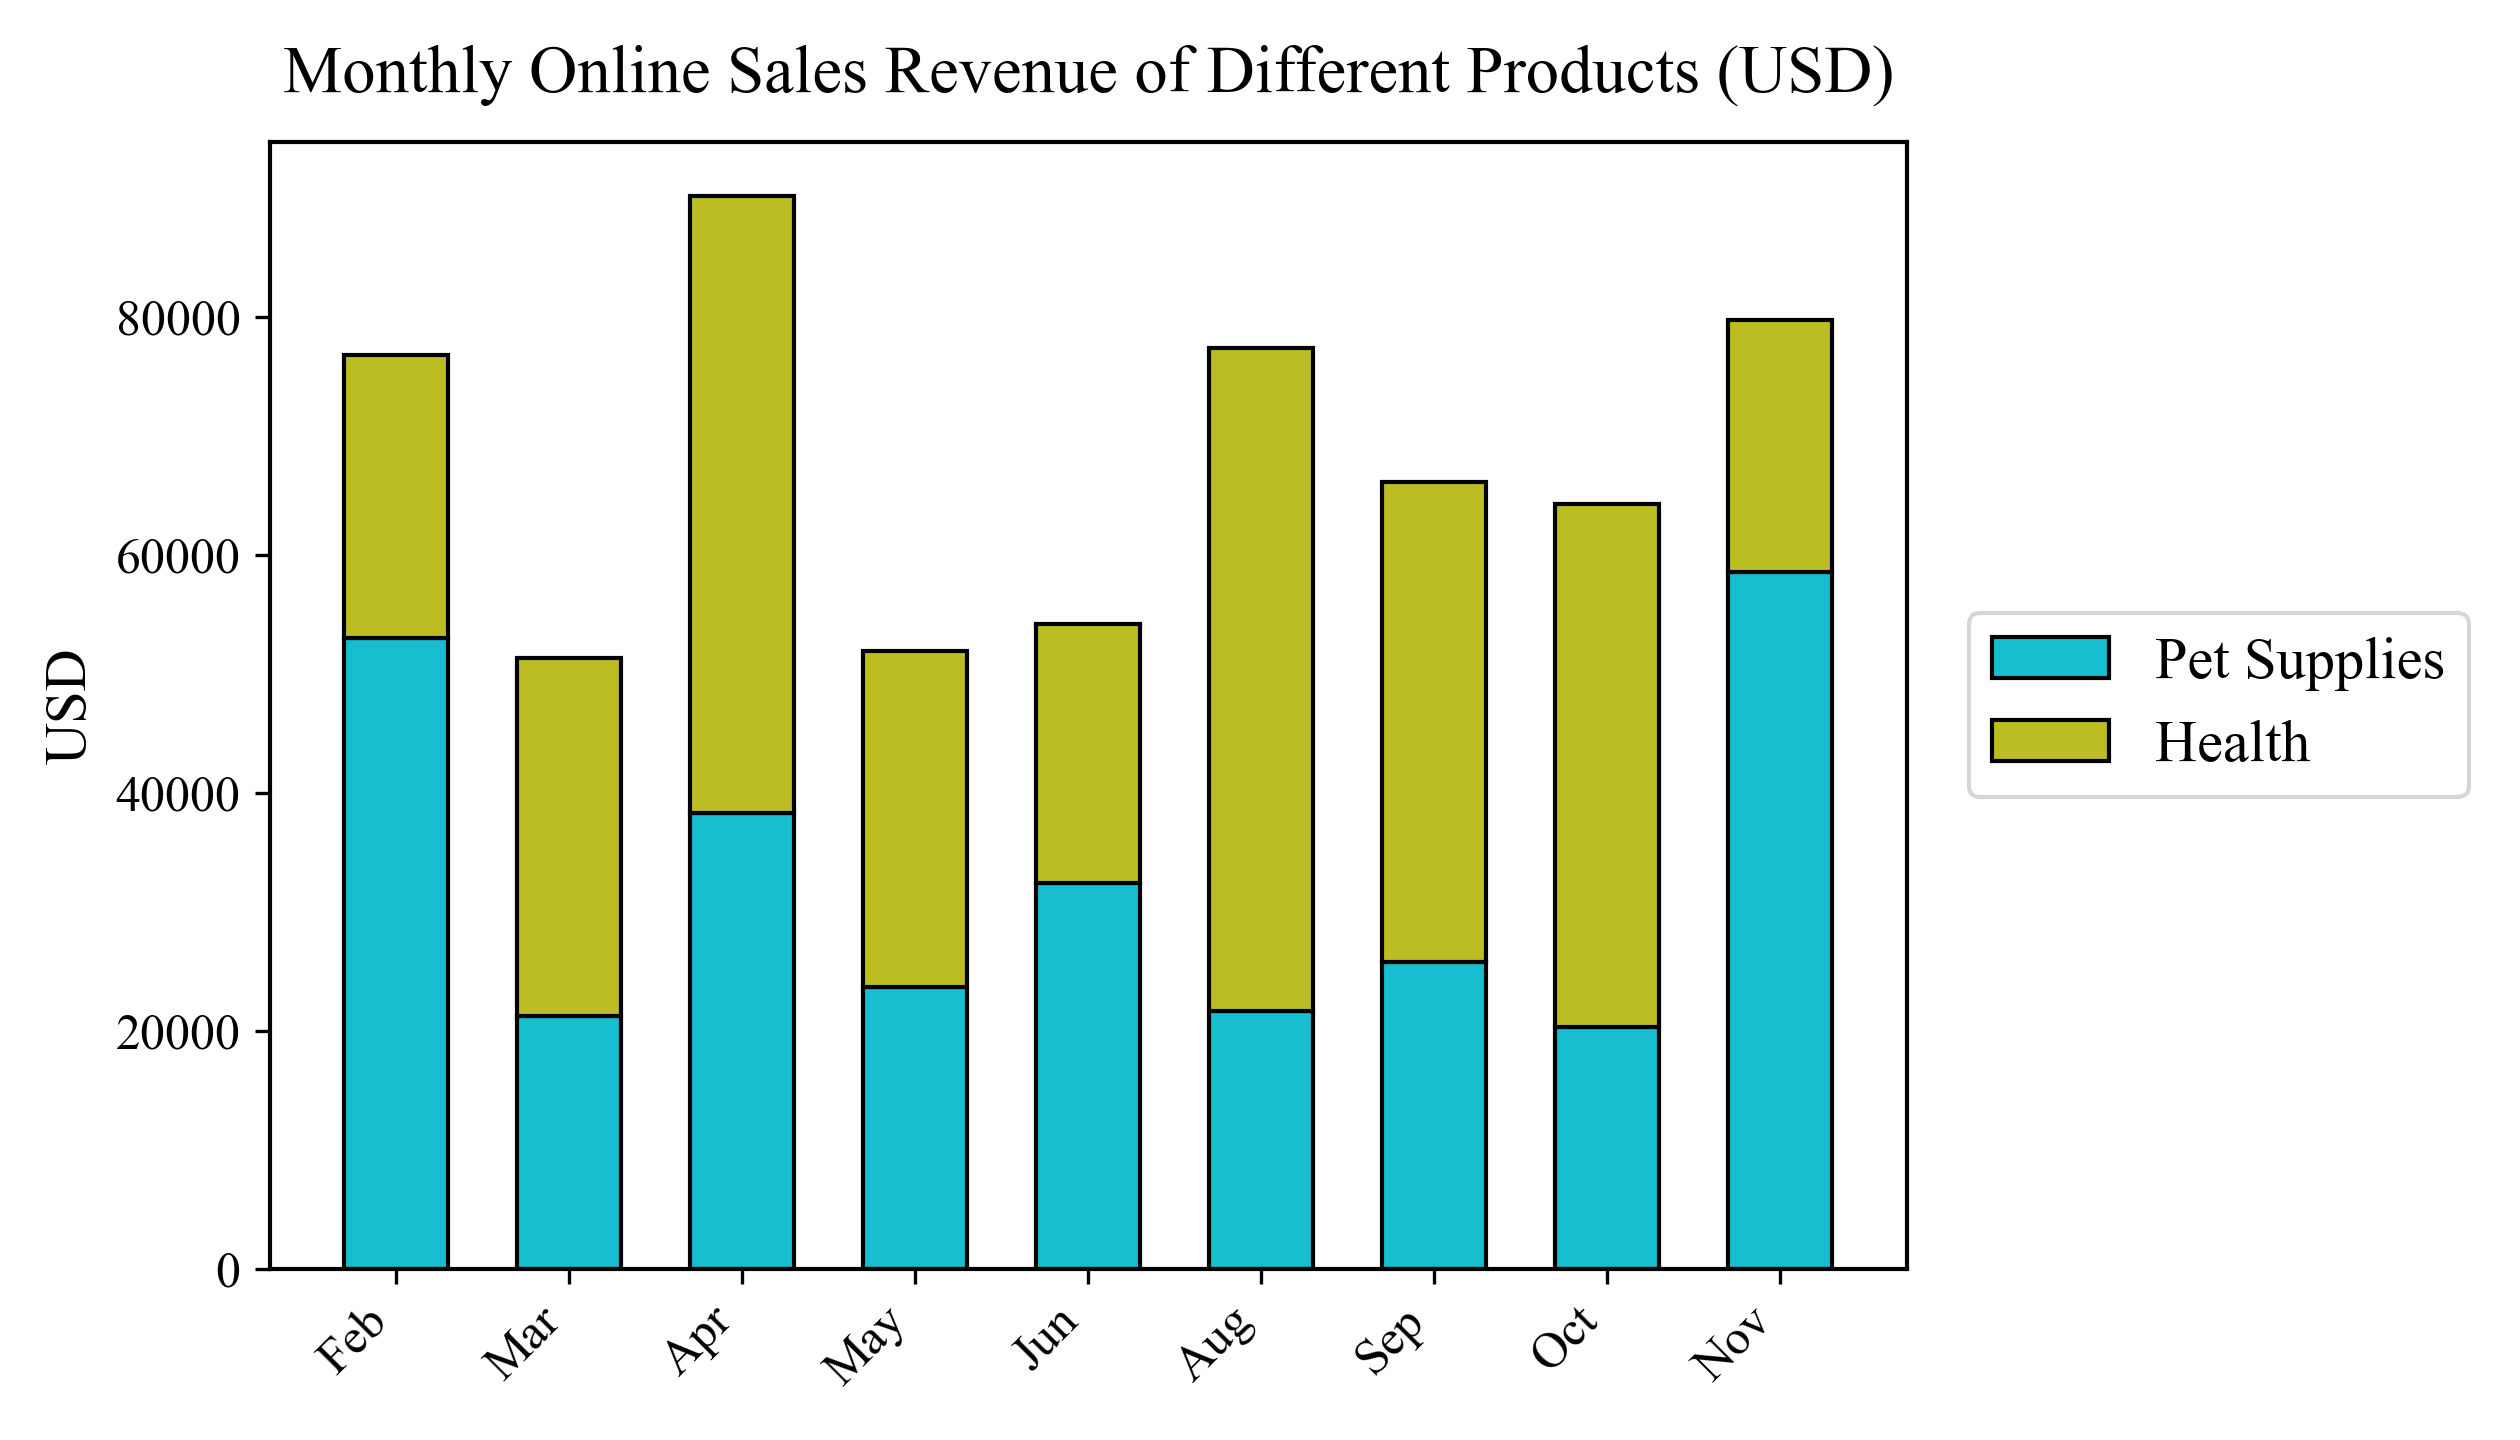 Monthly Online Sales Revenue of Different Products (USD)
80000
60000
40000
20000
0
USD
Feb
Mar
Apr
May
Jun
Aug
Sep
Oct
Nov
Pet Supplies
Health